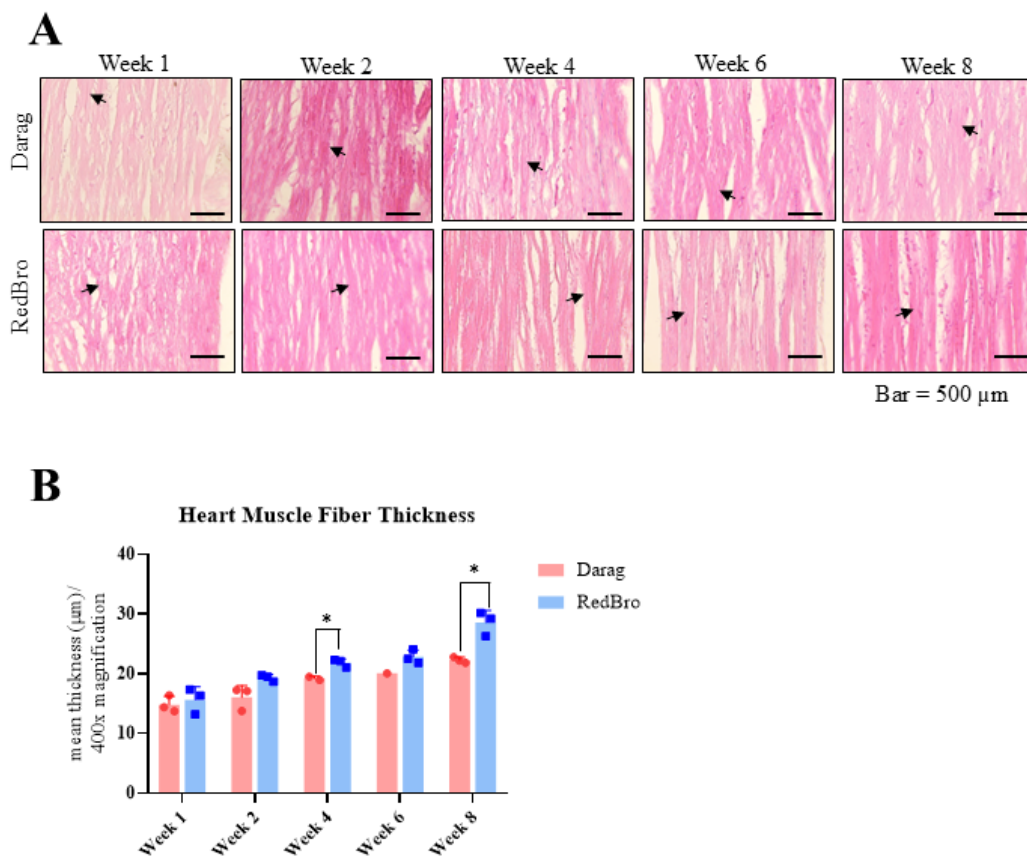 A
Week 1 Week 2 Week 4 Week 6 Week 8
Darag
RedBro
Bar = 500 µm
B
Heart Muscle Fiber Thickness
mean thickness (µm)/
400x magnification
40
30
20
10
0
* *
Darag
RedBro
Week 1 Week 2 Week 4 Week 6 Week 8